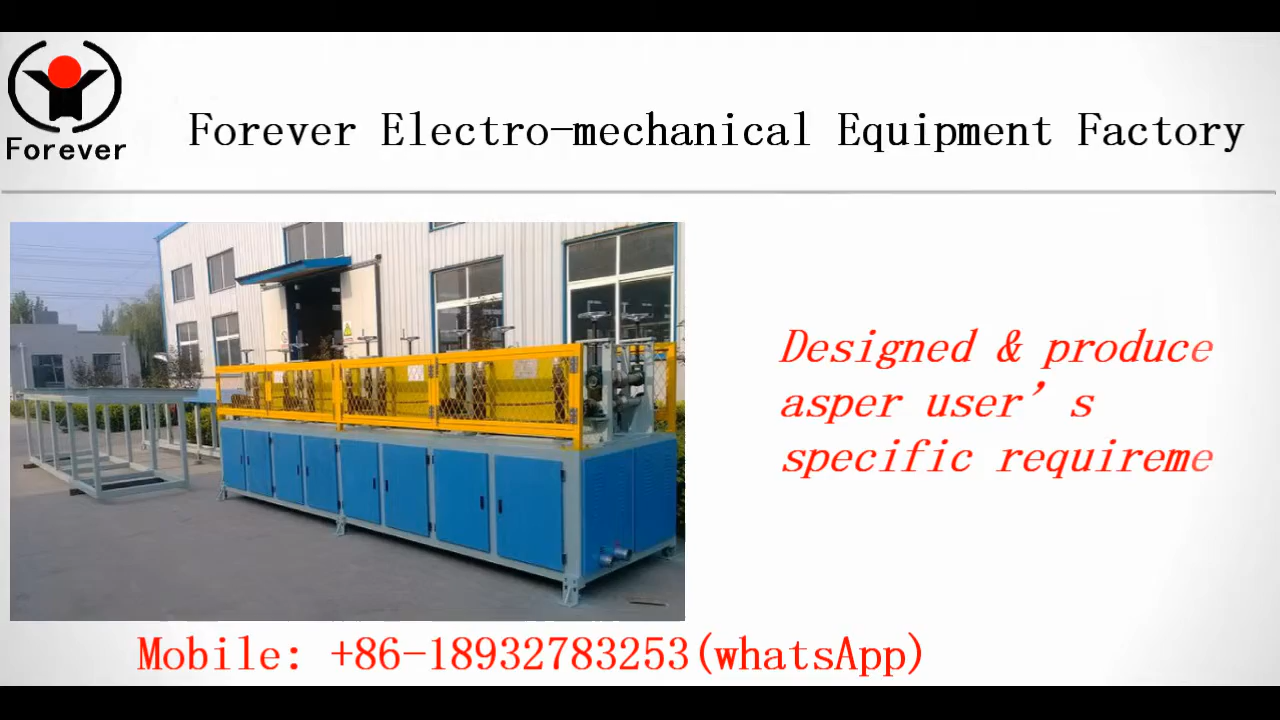 Forever
Forever Electro-mechanical Equipment Factory
Designed & produce
asper user’s
specific requireme
Mobile: +86-18932783253(whatsApp)